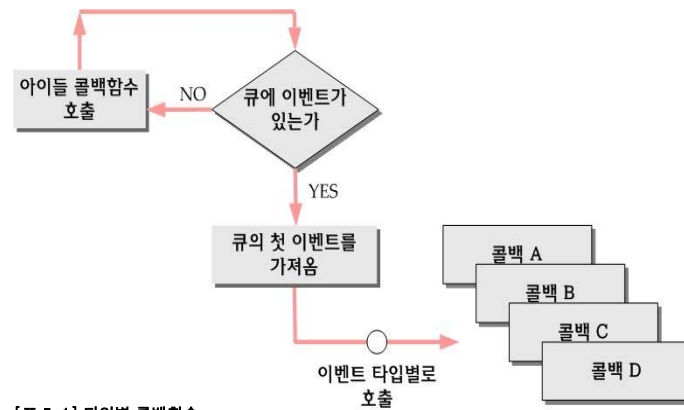 아이들 콜백함수
호출
NO
큐에 이벤트가
있는가
YES
큐의 첫 이벤트를
가져옴
이벤트 타입별로
호출
콜백 A
콜백 B
콜백 C
콜백 D